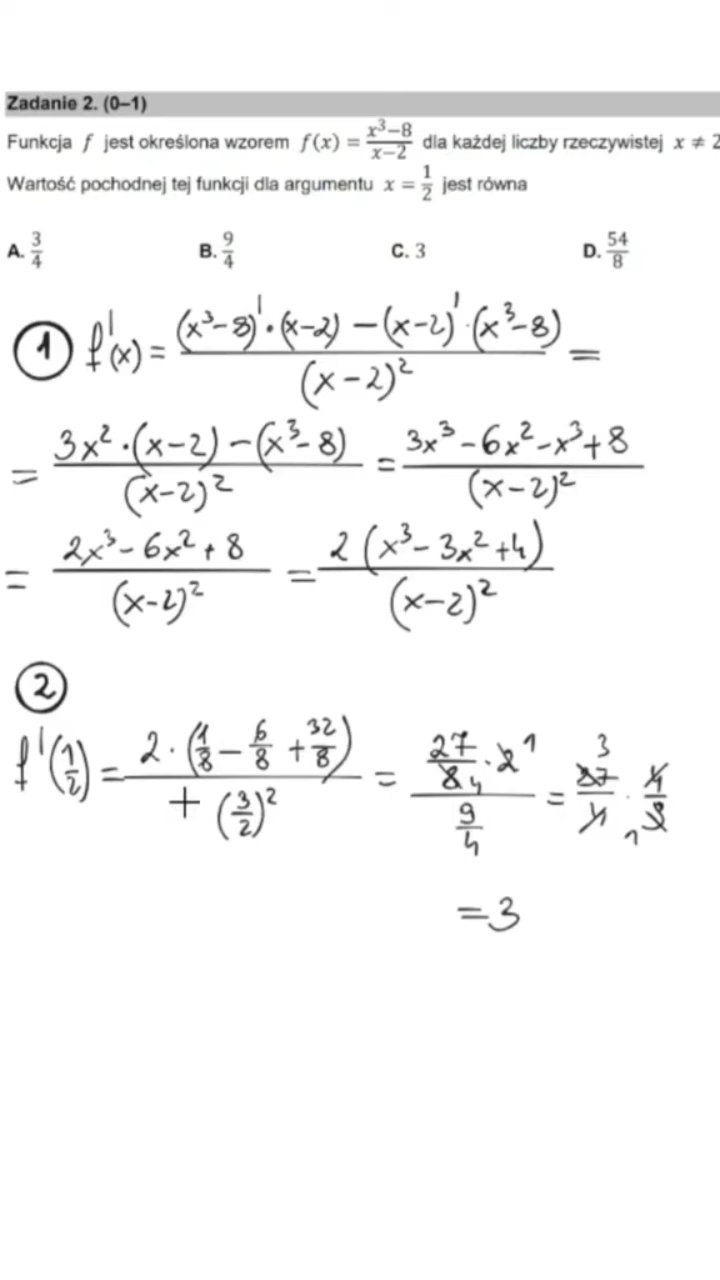 Zadanie 2. (0–1)
Funkcja f jest określona wzorem f(x) = (x³−8)/(x−2) dla każdej liczby rzeczywistej x ≠ 2
Wartość pochodnej tej funkcji dla argumentu x = 1/2 jest równa
A. 3/4 B. 9/4 C. 3 D. 54/8
① f'(x) = ((x³−8)'·(x−2) − (x−2)'·(x³−8))/(x−2)² =
= (3x²·(x−2) − (x³−8))/(x−2)² = (3x³−6x²−x³+8)/(x−2)²
= (2x³−6x²+8)/(x−2)² = 2(x³−3x²+4)/(x−2)²
②
f'(1/2) = 2·(1/8 − 6/8 + 32/8)/+(3/2)² = (27/8 4 · 2 1)/(9/4) = 27 3/4 · 4/9 1
= 3